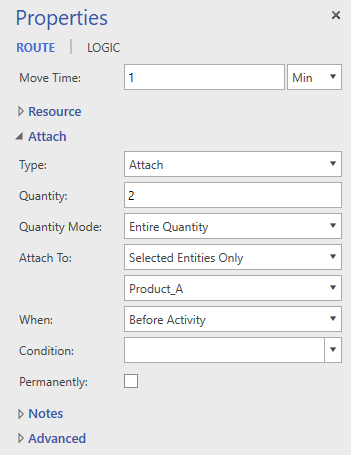 Properties
ROUTE | LOGIC
Move Time: 1 Min
Resource
Attach
Type: Attach
Quantity: 2
Quantity Mode: Entire Quantity
Attach To: Selected Entities Only
Product_A
When: Before Activity
Condition:
Permanently:
Notes
Advanced